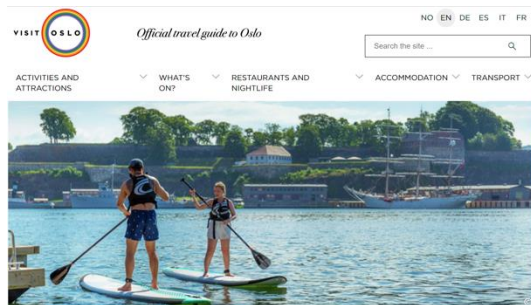 VISIT OSLO
Official travel guide to Oslo
NO EN DE ES IT FR
Search the site ...
ACTIVITIES AND
ATTRACTIONS
WHAT'S
ON?
RESTAURANTS AND
NIGHTLIFE
ACCOMMODATION
TRANSPORT